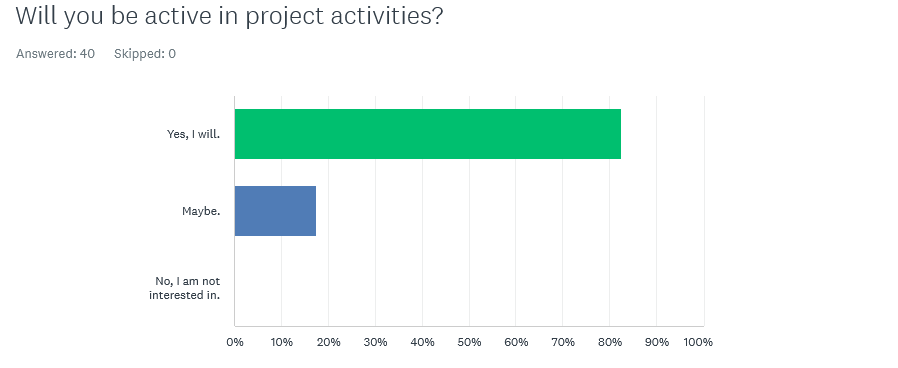 Will you be active in project activities?
Answered: 40 Skipped: 0
Yes, I will.
Maybe.
No, I am not
interested in.
0% 10% 20% 30% 40% 50% 60% 70% 80% 90% 100%